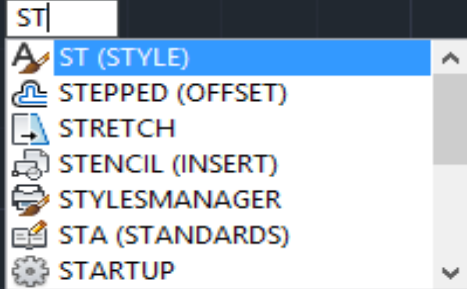 ST
ST (STYLE)
STEPPED (OFFSET)
STRETCH
STENCIL (INSERT)
STYLESMANAGER
STA (STANDARDS)
STARTUP